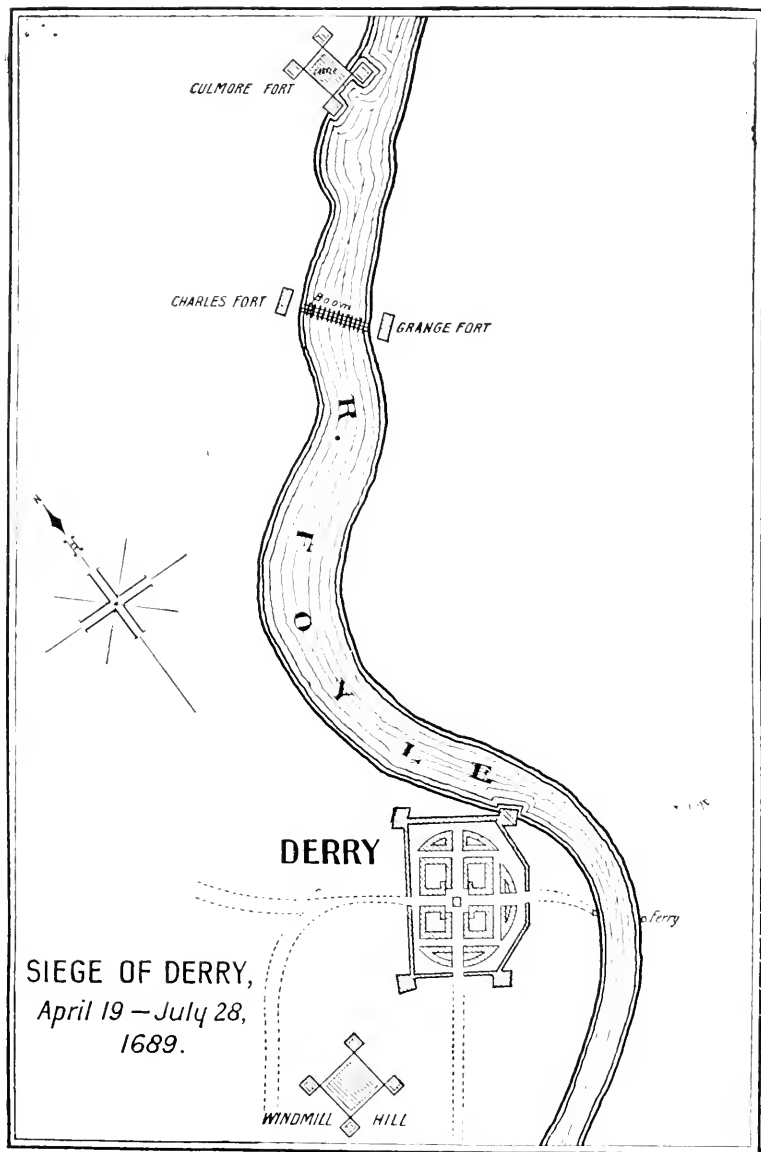 CASTLE
CULMORE FORT
CHARLES FORT
Boom
GRANGE FORT
R. FOYLE
N
DERRY
Ferry
SIEGE OF DERRY,
April 19 – July 28,
1689.
WINDMILL HILL